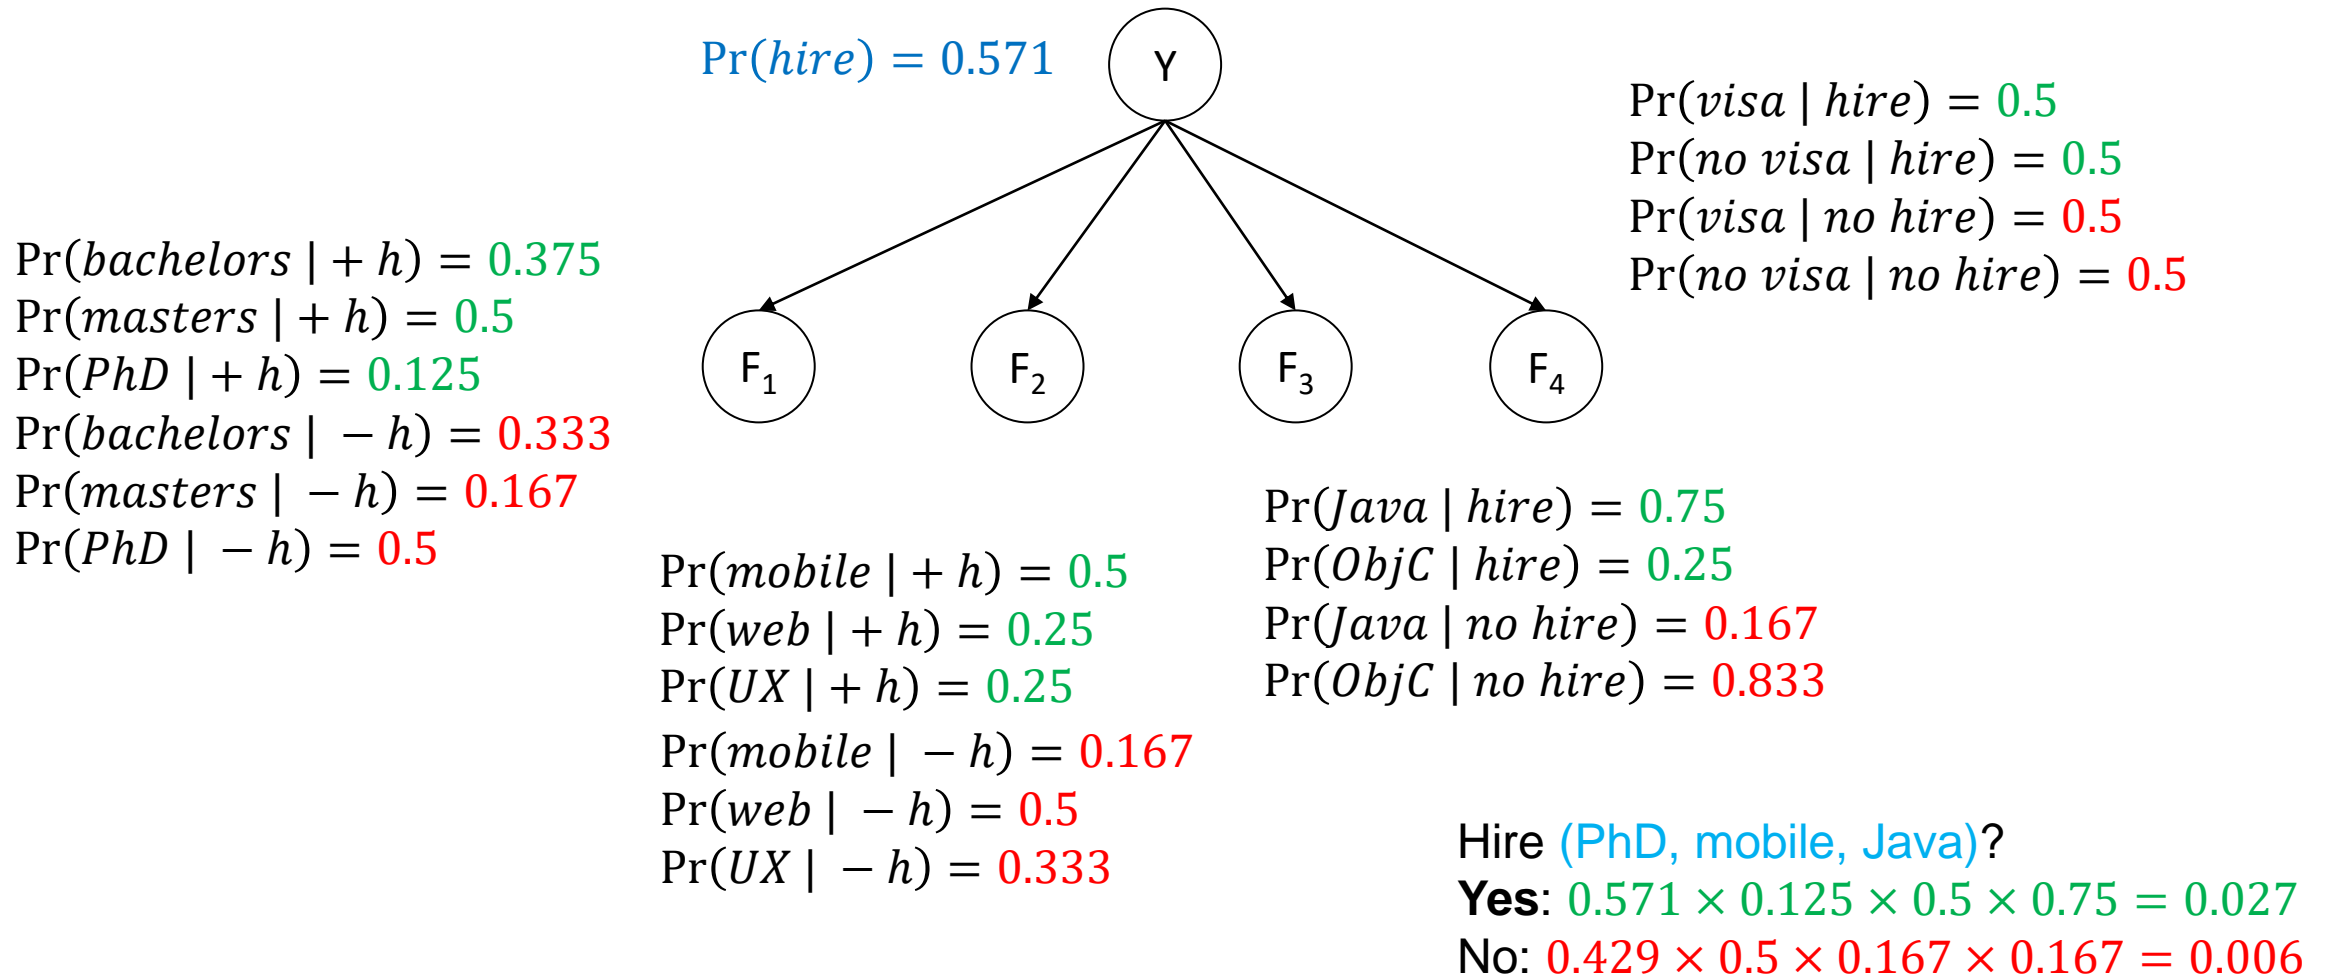 Pr(hire) = 0.571
Y
Pr(visa | hire) = 0.5
Pr(no visa | hire) = 0.5
Pr(visa | no hire) = 0.5
Pr(no visa | no hire) = 0.5
Pr(bachelors | + h) = 0.375
Pr(masters | + h) = 0.5
Pr(PhD | + h) = 0.125
Pr(bachelors | − h) = 0.333
Pr(masters | − h) = 0.167
Pr(PhD | − h) = 0.5
F₁
F₂
F₃
F₄
Pr(mobile | + h) = 0.5
Pr(web | + h) = 0.25
Pr(UX | + h) = 0.25
Pr(mobile | − h) = 0.167
Pr(web | − h) = 0.5
Pr(UX | − h) = 0.333
Pr(Java | hire) = 0.75
Pr(ObjC | hire) = 0.25
Pr(Java | no hire) = 0.167
Pr(ObjC | no hire) = 0.833
Hire (PhD, mobile, Java)?
Yes: 0.571 × 0.125 × 0.5 × 0.75 = 0.027
No: 0.429 × 0.5 × 0.167 × 0.167 = 0.006